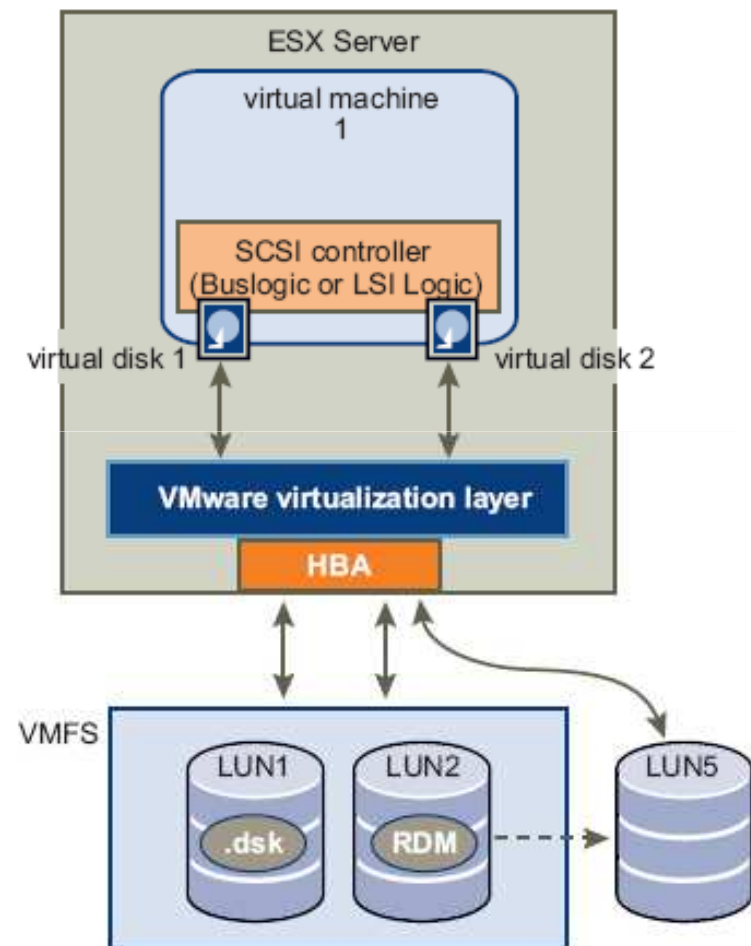 ESX Server
virtual machine
1
SCSI controller
(Buslogic or LSI Logic)
virtual disk 1
virtual disk 2
VMware virtualization layer
HBA
VMFS
LUN1
LUN2
LUN5
.dsk
RDM